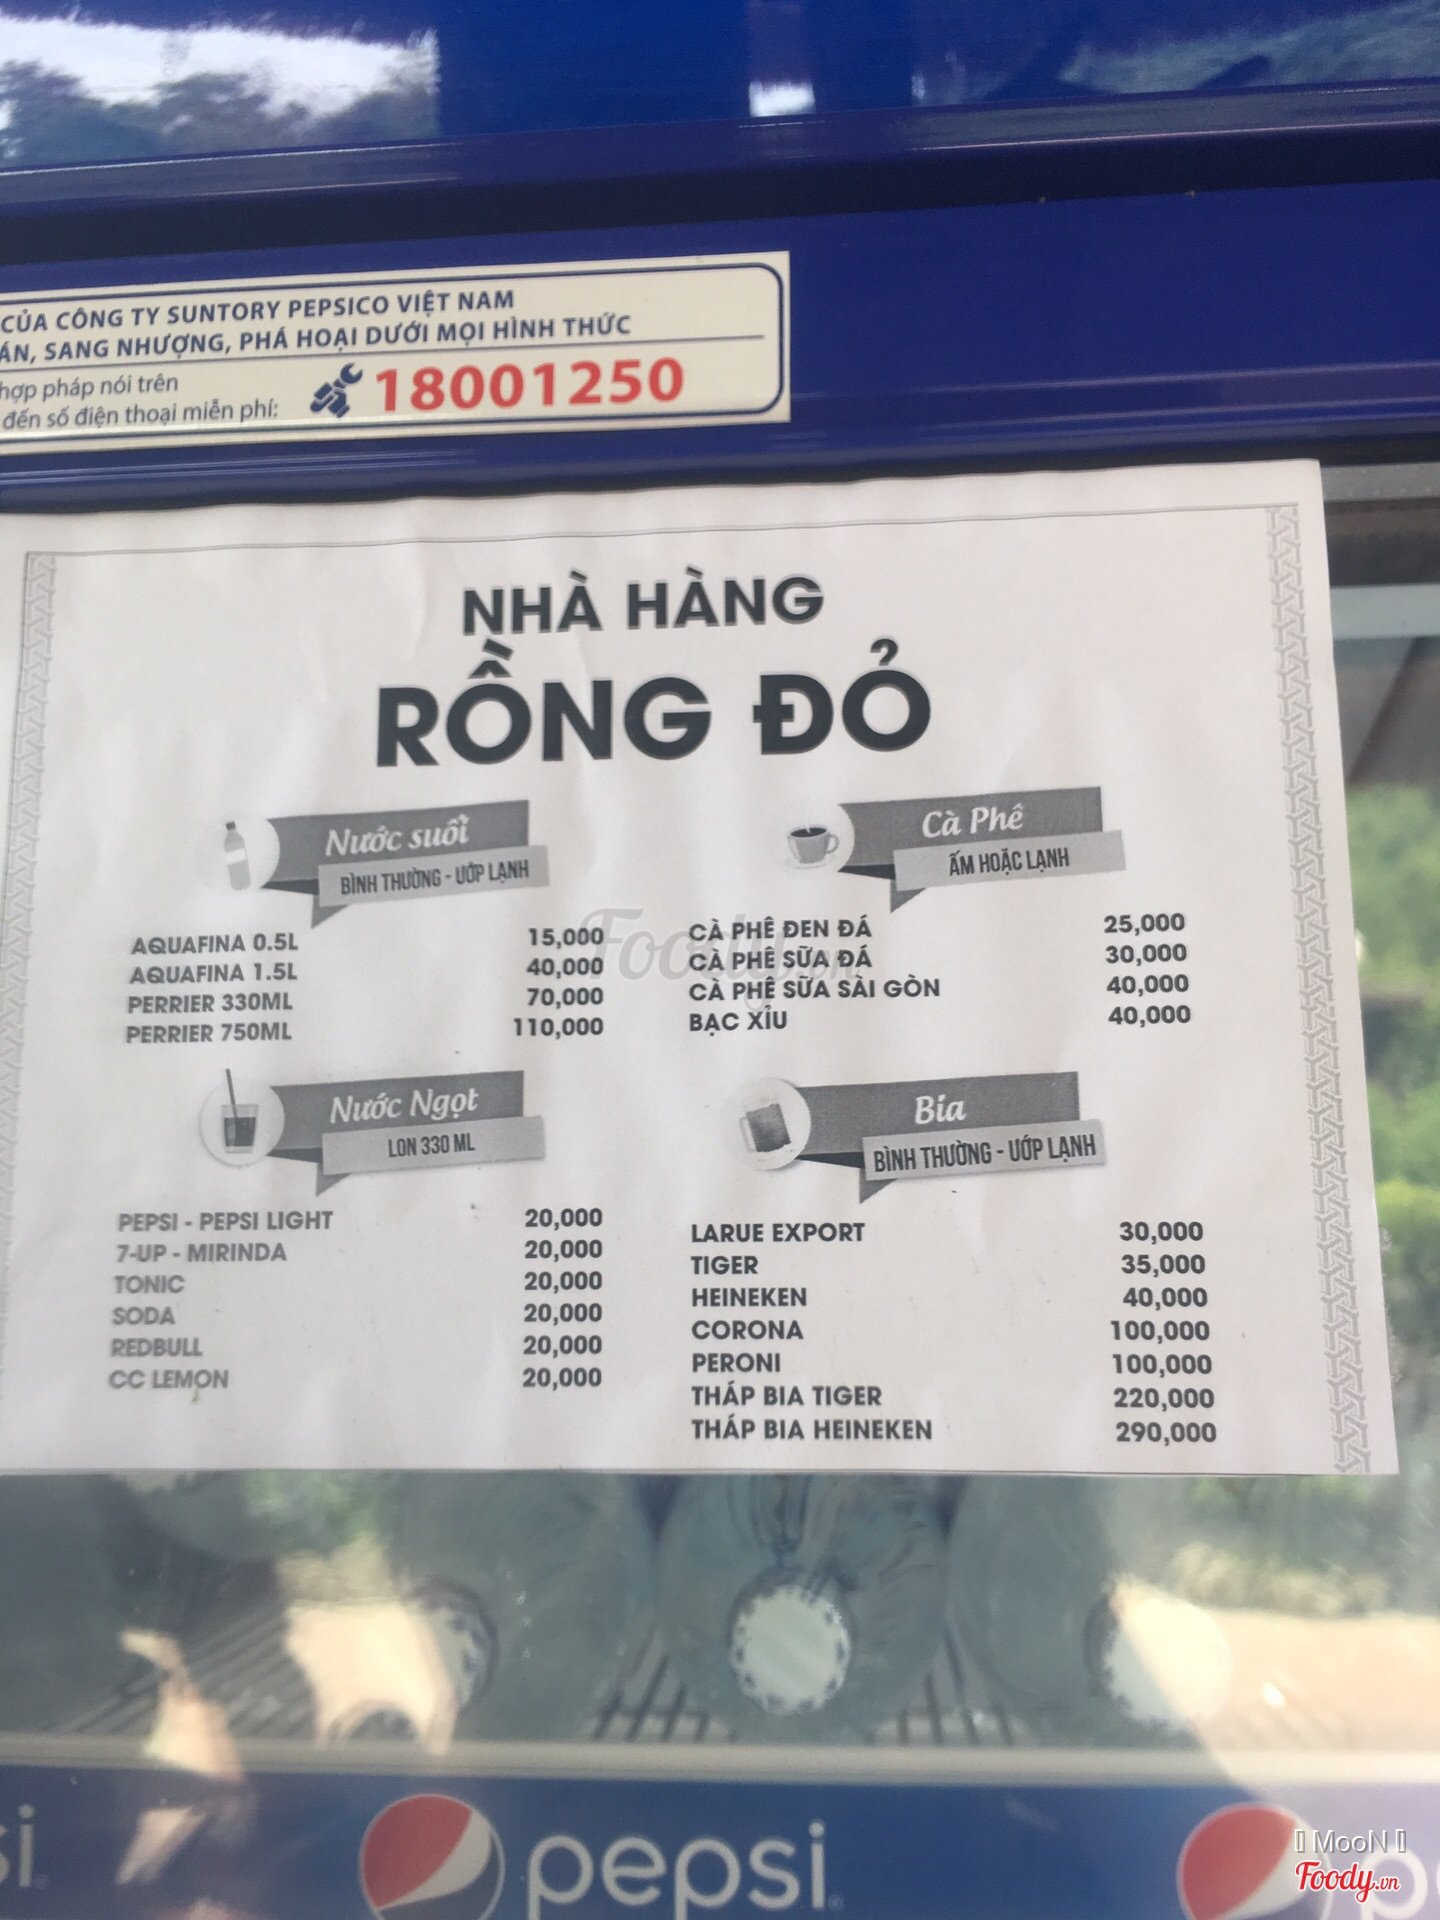 CỦA CÔNG TY SUNTORY PEPSICO VIỆT NAM
ÁN, SANG NHƯỢNG, PHÁ HOẠI DƯỚI MỌI HÌNH THỨC
hợp pháp nói trên
đến số điện thoại miễn phí: 18001250
NHÀ HÀNG
RỒNG ĐỎ
Nước suối
BÌNH THƯỜNG - ƯỚP LẠNH
AQUAFINA 0.5L 15,000
AQUAFINA 1.5L 40,000
PERRIER 330ML 70,000
PERRIER 750ML 110,000
Cà Phê
ẤM HOẶC LẠNH
CÀ PHÊ ĐEN ĐÁ 25,000
CÀ PHÊ SỮA ĐÁ 30,000
CÀ PHÊ SỮA SÀI GÒN 40,000
BẠC XỈU 40,000
Nước Ngọt
LON 330 ML
PEPSI - PEPSI LIGHT 20,000
7-UP - MIRINDA 20,000
TONIC 20,000
SODA 20,000
REDBULL 20,000
CC LEMON 20,000
Bia
BÌNH THƯỜNG - ƯỚP LẠNH
LARUE EXPORT 30,000
TIGER 35,000
HEINEKEN 40,000
CORONA 100,000
PERONI 100,000
THÁP BIA TIGER 220,000
THÁP BIA HEINEKEN 290,000
Foody.vn
si
pepsi
p
MooN
Foody.vn